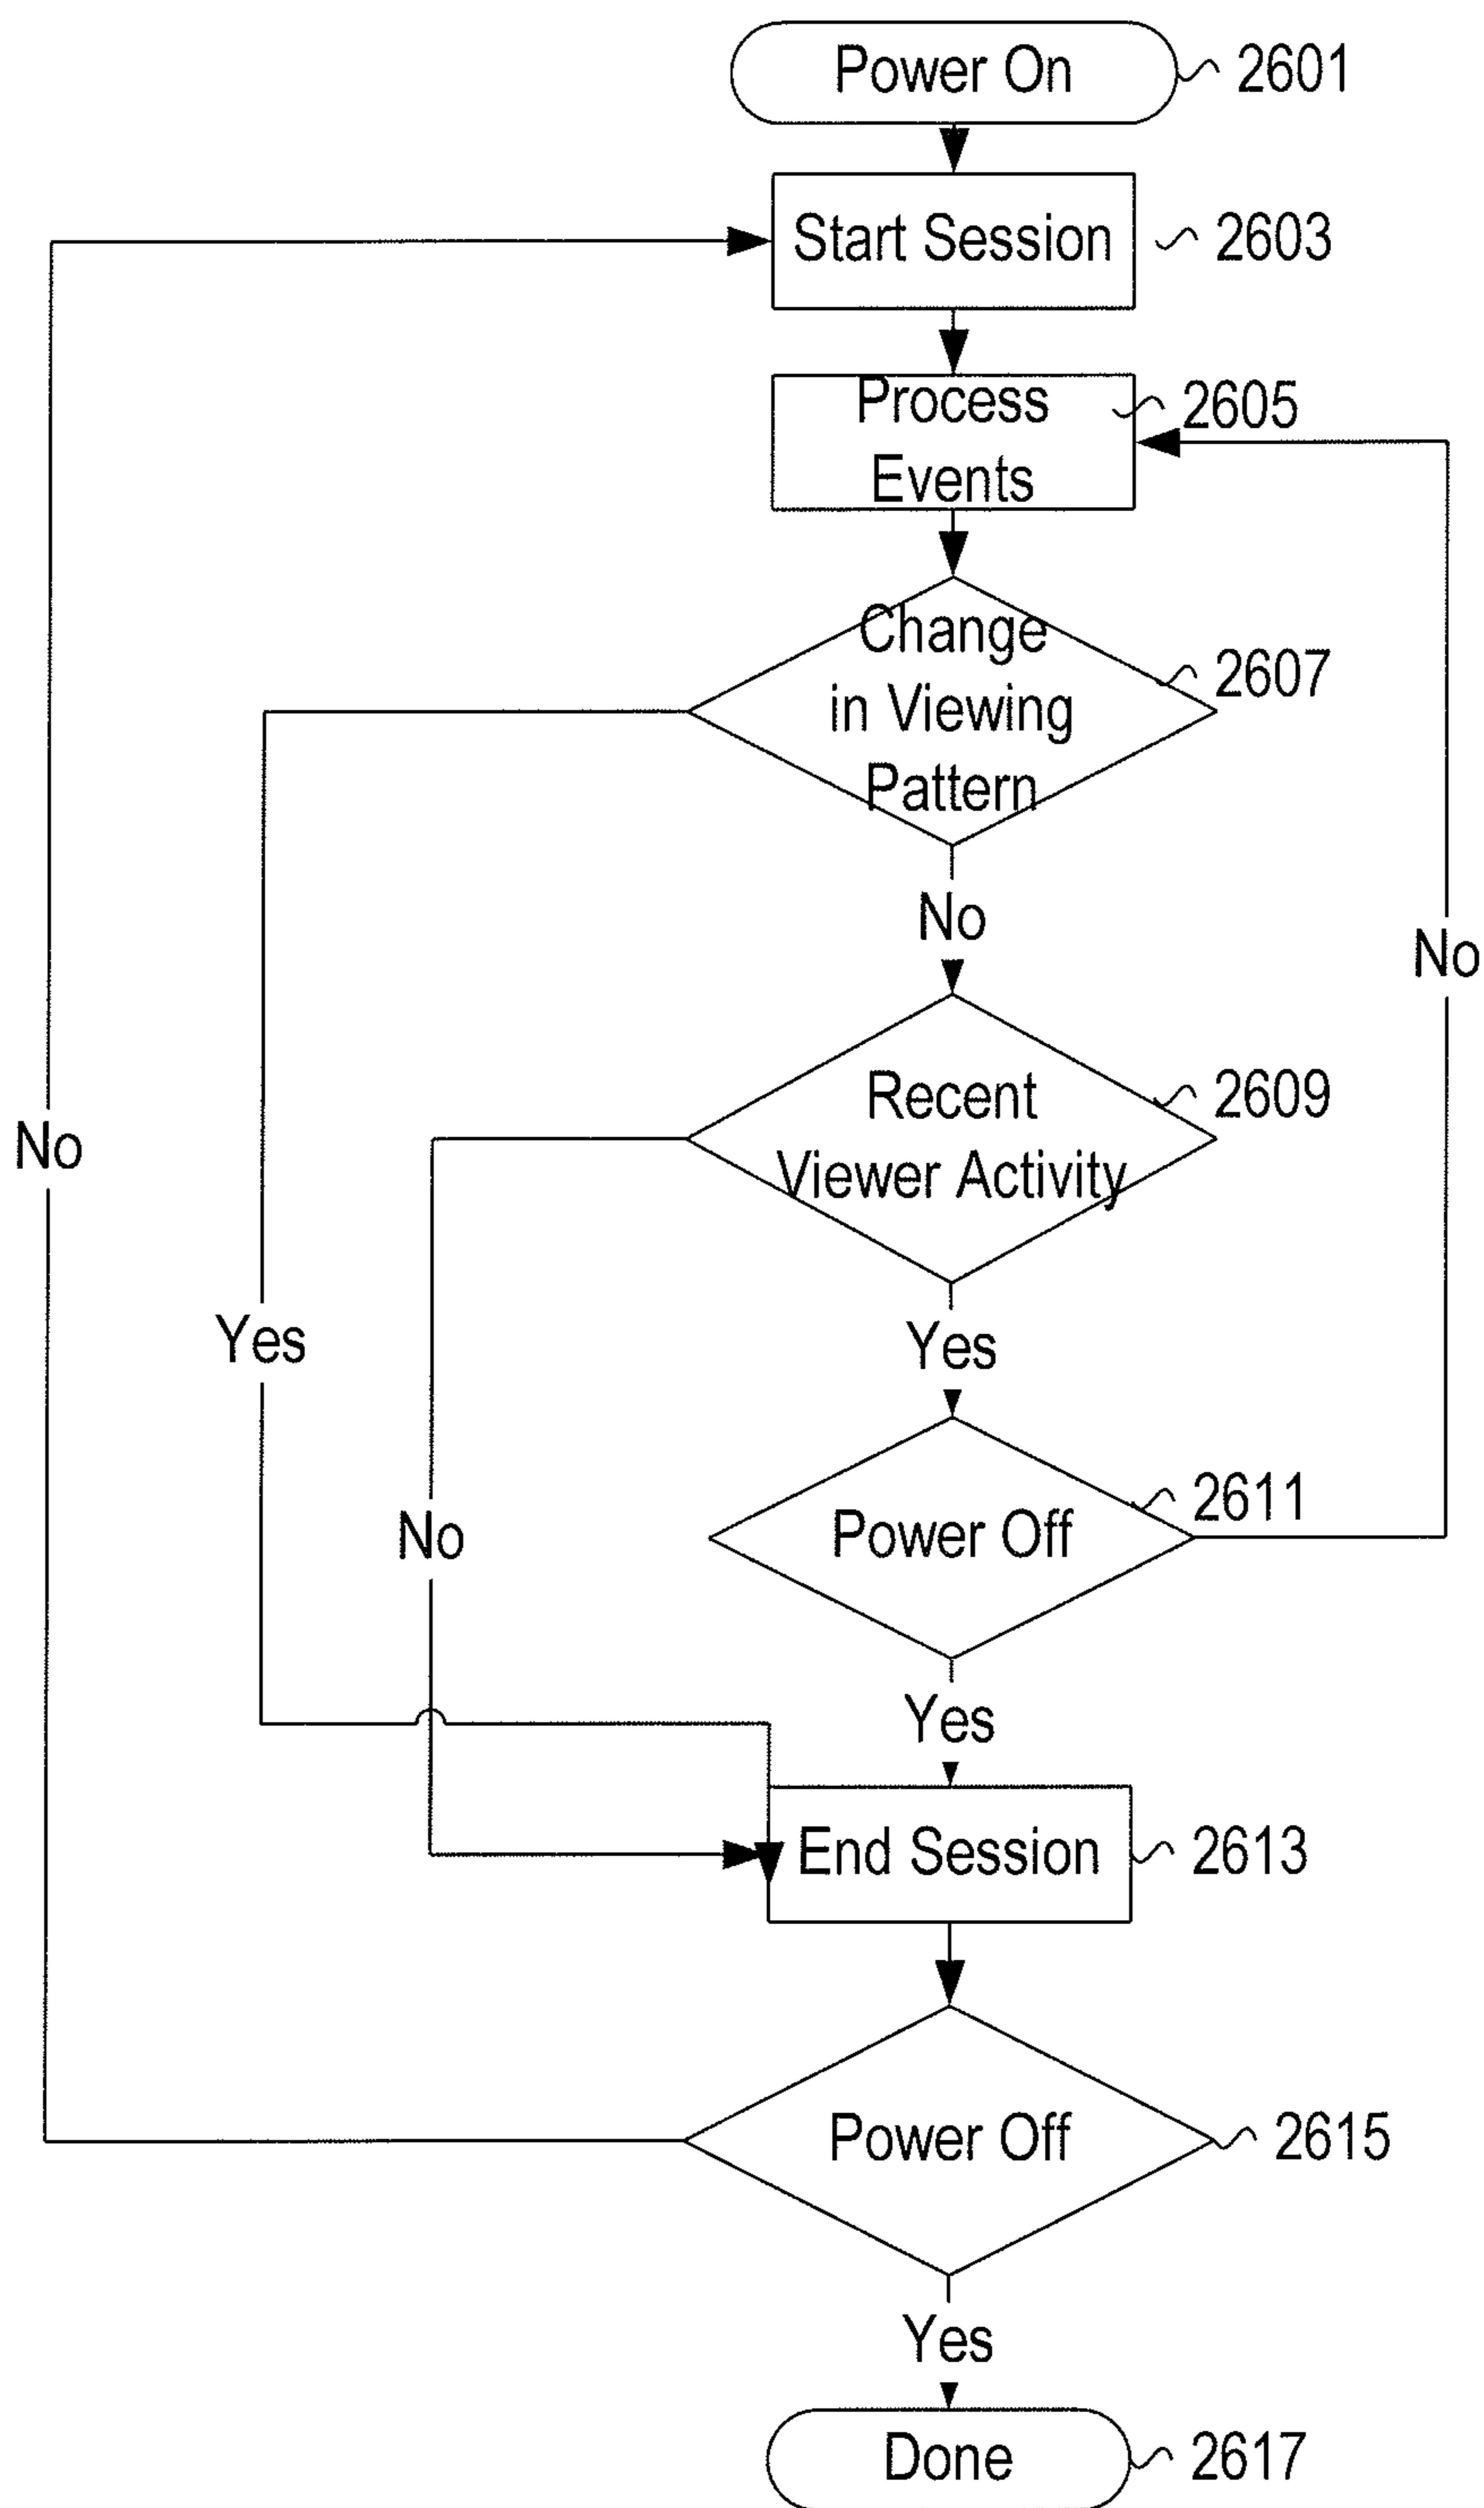 Power On
2601
Start Session
2603
Process
Events
2605
Change
in Viewing
Pattern
2607
No
No
Recent
Viewer Activity
2609
No
Yes
Yes
Power Off
2611
No
Yes
End Session
2613
Power Off
2615
Yes
Done
2617